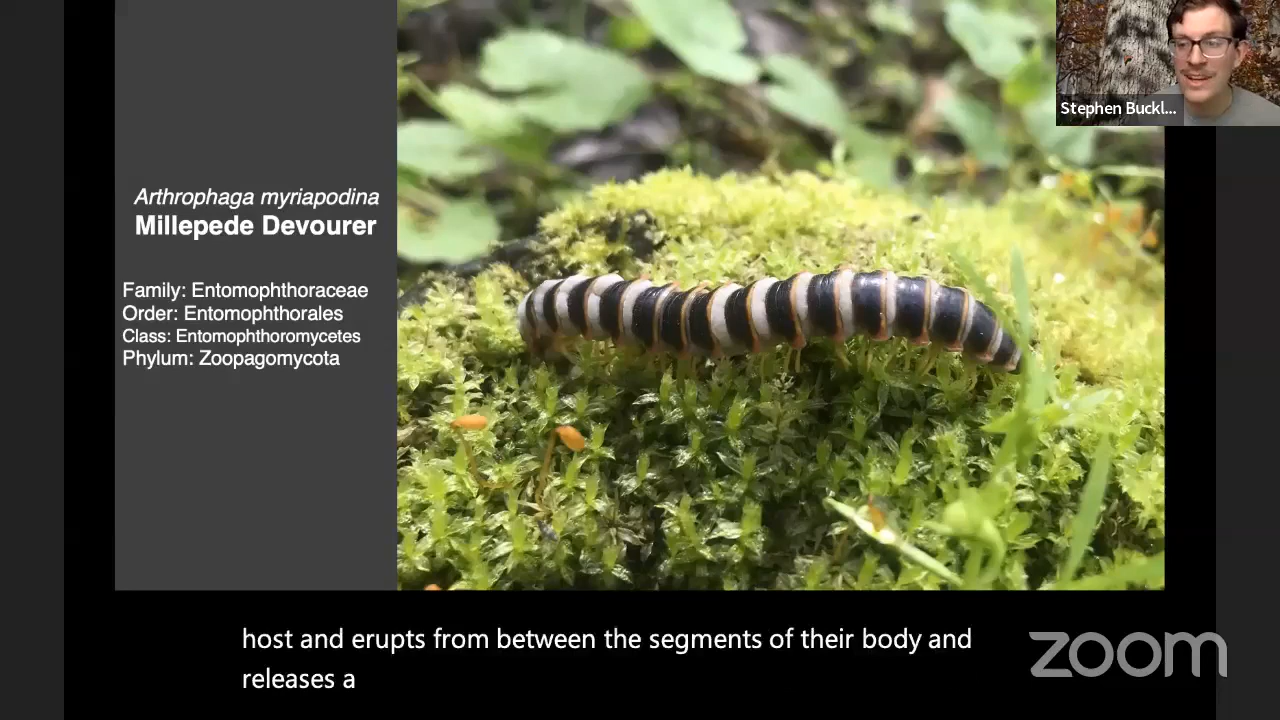 Stephen Buckl...
Arthrophaga myriapodina
Millepede Devourer
Family: Entomophthoraceae
Order: Entomophthorales
Class: Entomophthoromycetes
Phylum: Zoopagomycota
host and erupts from between the segments of their body and
releases a
zoom